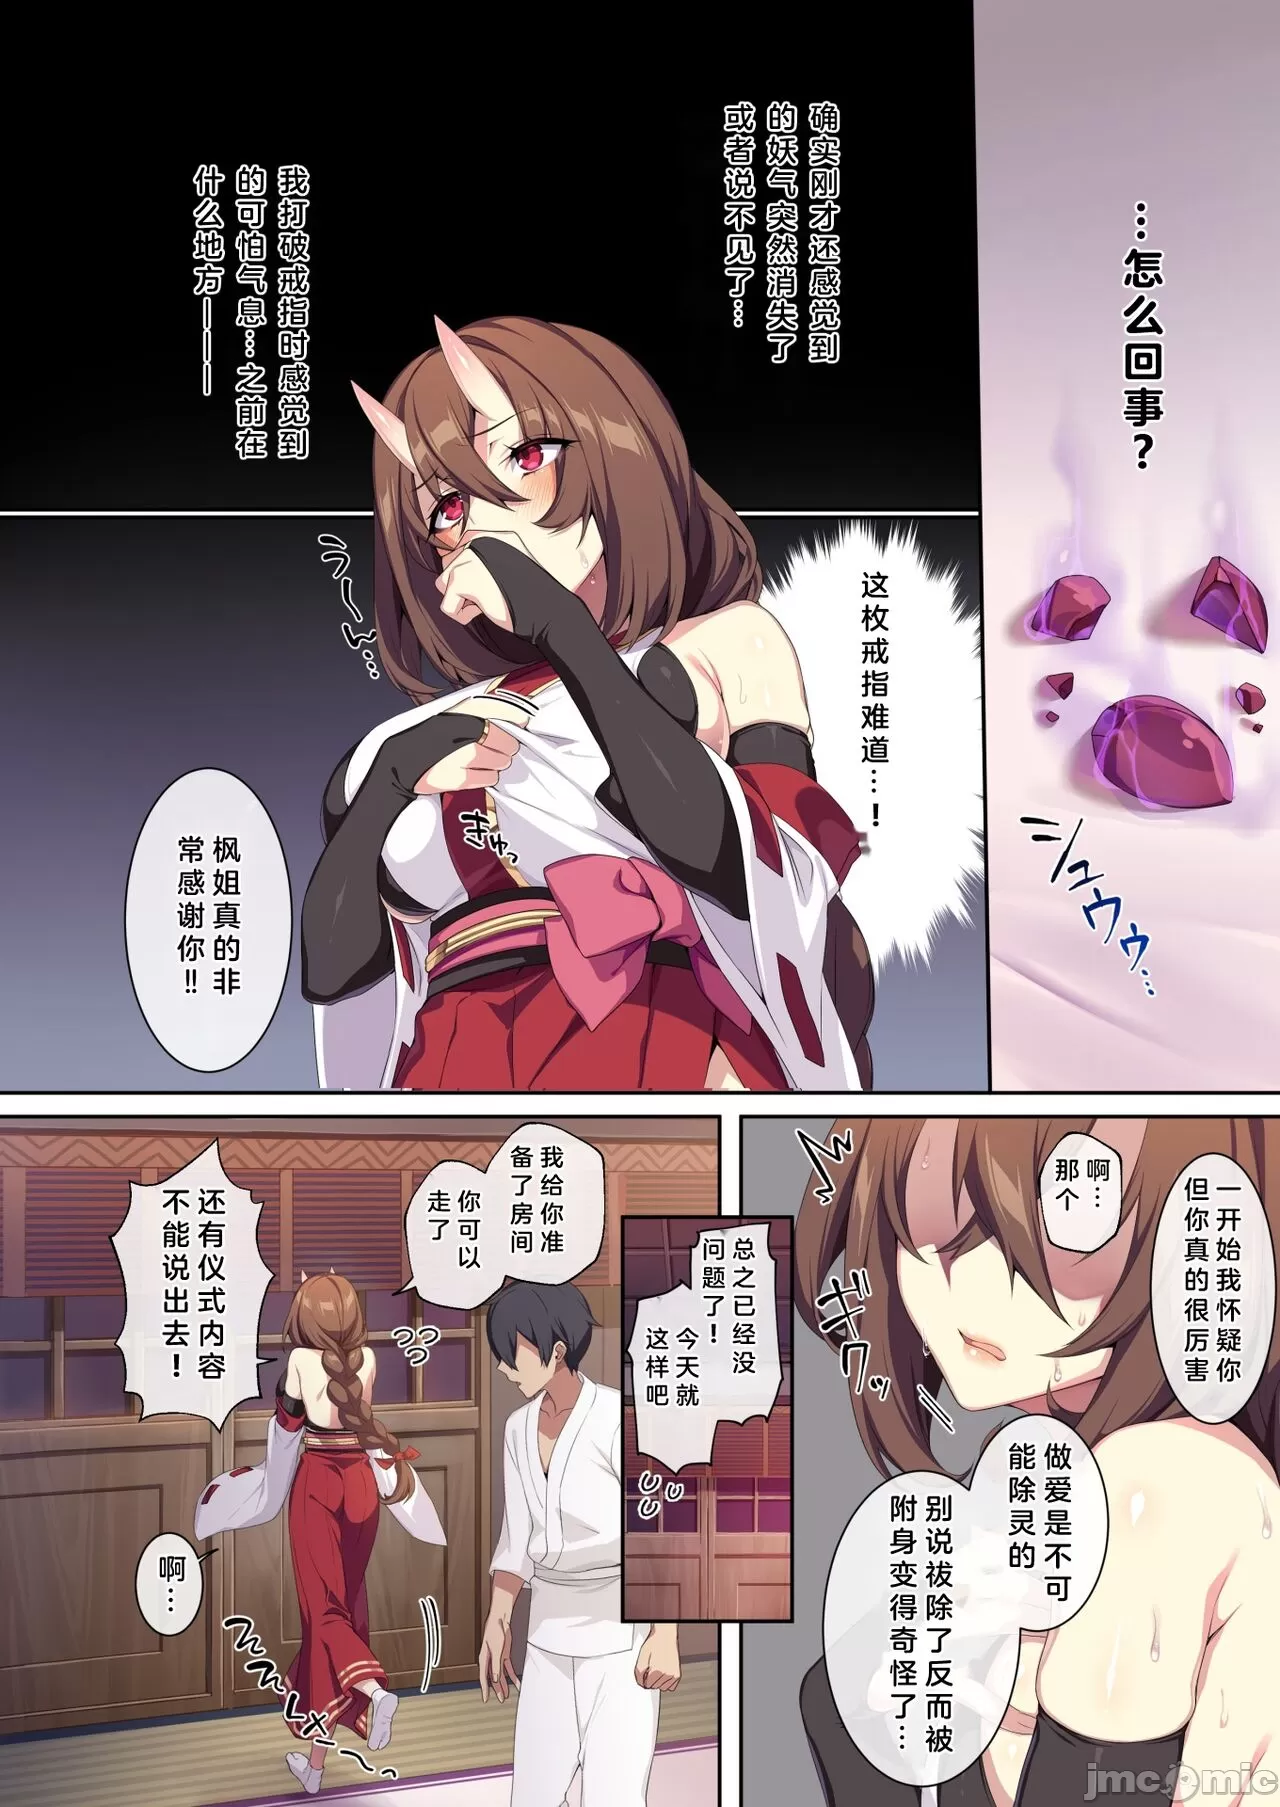 …怎么回事？
シュウゥゥ…
确实刚才还感觉到
的妖气突然消失了
或者说不见了…
我打破戒指时感觉到
的可怕气息…之前在
什么地方———
这枚戒指难道…！
うぅ〜ん…
きゅっ
枫姐真的非
常感谢你!!
一开始我怀疑你
但你真的很厉害
啊…
那个
ギギクッ
做爱是不可
能除灵的
别说祓除了反而被
附身变得奇怪了…
总之已经没
问题了！
今天就
这样吧
我给你准
备了房间
你可以
走了
还有仪式内容
不能说出去！
啊…
jmcomic